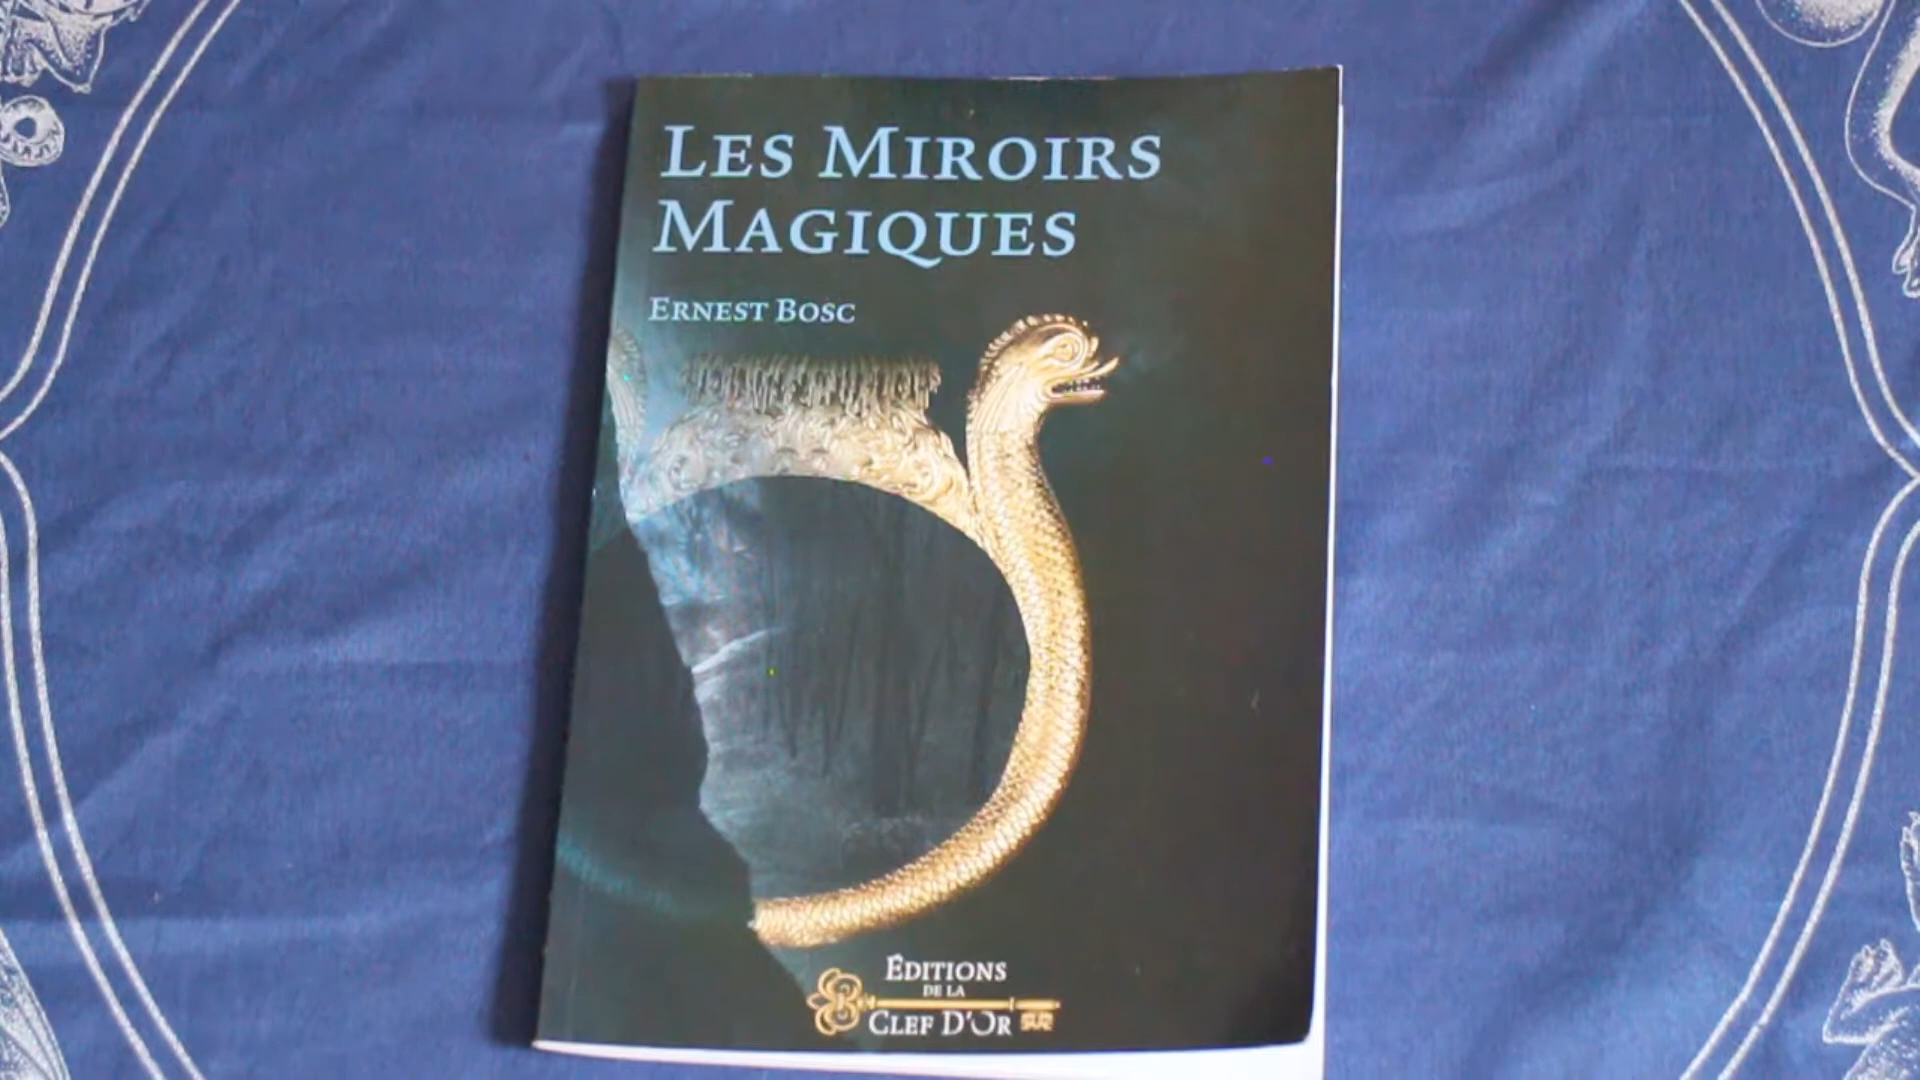 LES MIROIRS
MAGIQUES
ERNEST BOSC
ÉDITIONS
DE LA
CLEF D'OR